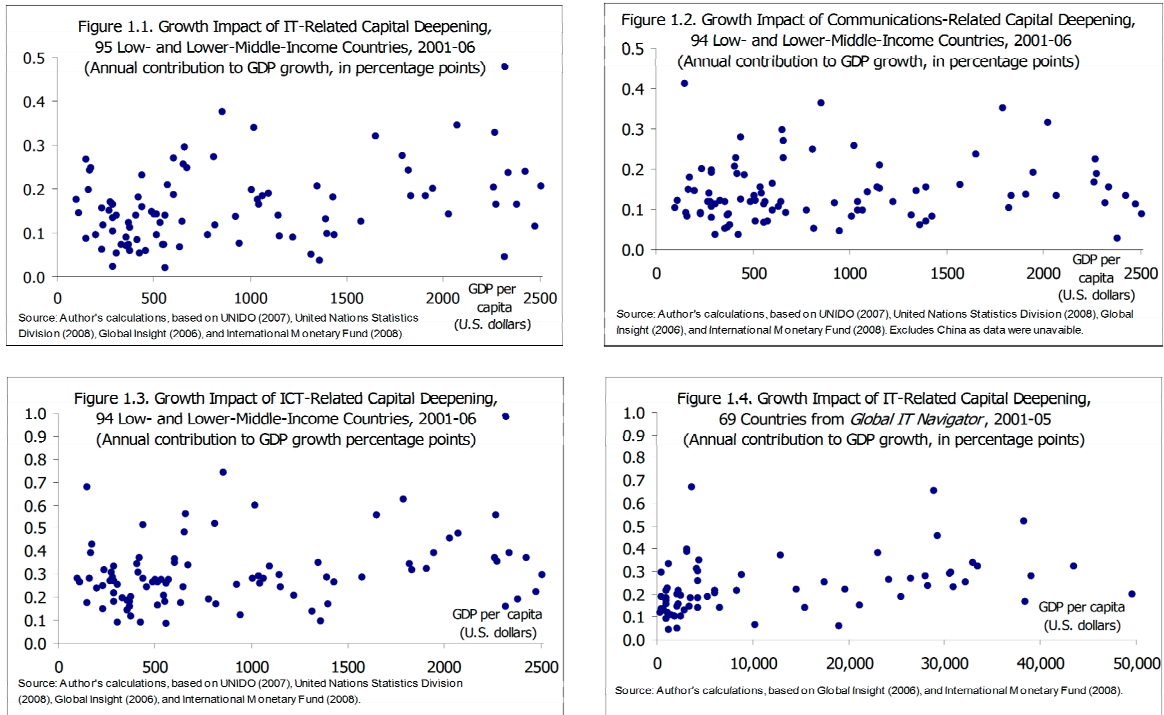 Figure 1.1. Growth Impact of IT-Related Capital Deepening,
95 Low- and Lower-Middle-Income Countries, 2001-06
(Annual contribution to GDP growth, in percentage points)
0.5
0.4
0.3
0.2
0.1
0.0
0 500 1000 1500 2000 2500
GDP per
capita
(U.S. dollars)
Source: Author's calculations, based on UNIDO (2007), United Nations Statistics
Division (2008), Global Insight (2006), and International Monetary Fund (2008)
Figure 1.2. Growth Impact of Communications-Related Capital Deepening,
94 Low- and Lower-Middle-Income Countries, 2001-06
(Annual contribution to GDP growth, in percentage points)
0.5
0.4
0.3
0.2
0.1
0.0
0 500 1000 1500 2000 2500
GDP per
capita
(U.S. dollars)
Source: Author's calculations, based on UNIDO (2007), United Nations Statistics Division (2008), Global
Insight (2006), and International Monetary Fund (2008). Excludes China as data were unavaible.
Figure 1.3. Growth Impact of ICT-Related Capital Deepening,
94 Low- and Lower-Middle-Income Countries, 2001-06
(Annual contribution to GDP growth percentage points)
1.0
0.9
0.8
0.7
0.6
0.5
0.4
0.3
0.2
0.1
0.0
GDP per capita
(U.S. dollars)
0 500 1000 1500 2000 2500
Source: Author's calculations, based on UNIDO (2007), United Nations Statistics Division
(2008), Global Insight (2006), and International Monetary Fund (2008).
Figure 1.4. Growth Impact of IT-Related Capital Deepening,
69 Countries from Global IT Navigator, 2001-05
(Annual contribution to GDP growth, in percentage points)
1.0
0.9
0.8
0.7
0.6
0.5
0.4
0.3
0.2
0.1
0.0
GDP per capita
(U.S. dollars)
0 10,000 20,000 30,000 40,000 50,000
Source: Author's calculations, based on Global Insight (2006), and International Monetary Fund (2008).